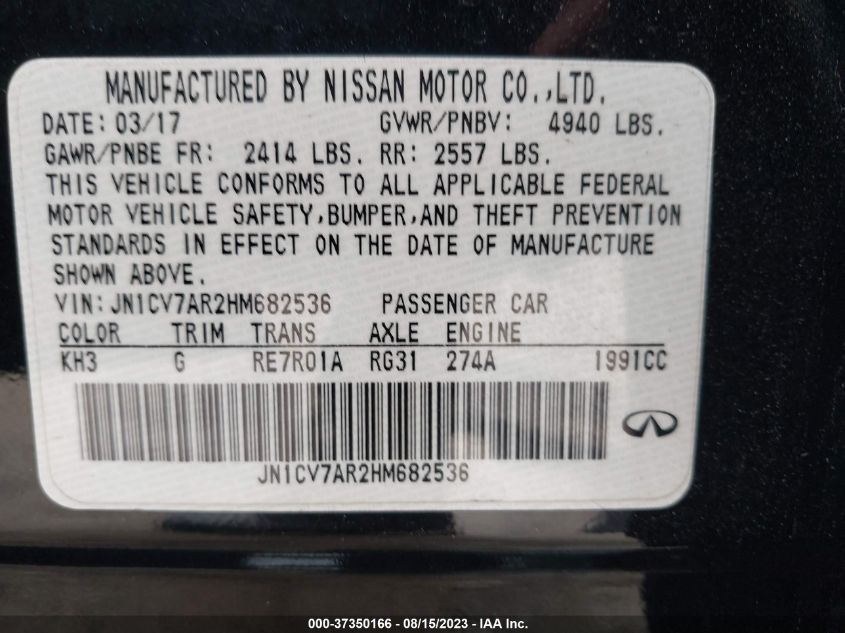 MANUFACTURED BY NISSAN MOTOR CO.,LTD.
DATE: 03/17 GVWR/PNBV: 4940 LBS.
GAWR/PNBE FR: 2414 LBS. RR: 2557 LBS.
THIS VEHICLE CONFORMS TO ALL APPLICABLE FEDERAL
MOTOR VEHICLE SAFETY,BUMPER,AND THEFT PREVENTION
STANDARDS IN EFFECT ON THE DATE OF MANUFACTURE
SHOWN ABOVE.
VIN:JN1CV7AR2HM682536 PASSENGER CAR
COLOR TRIM TRANS AXLE ENGINE
KH3 G RE7R01A RG31 274A 1991CC
JN1CV7AR2HM682536
000-37350166 - 08/15/2023 - IAA Inc.